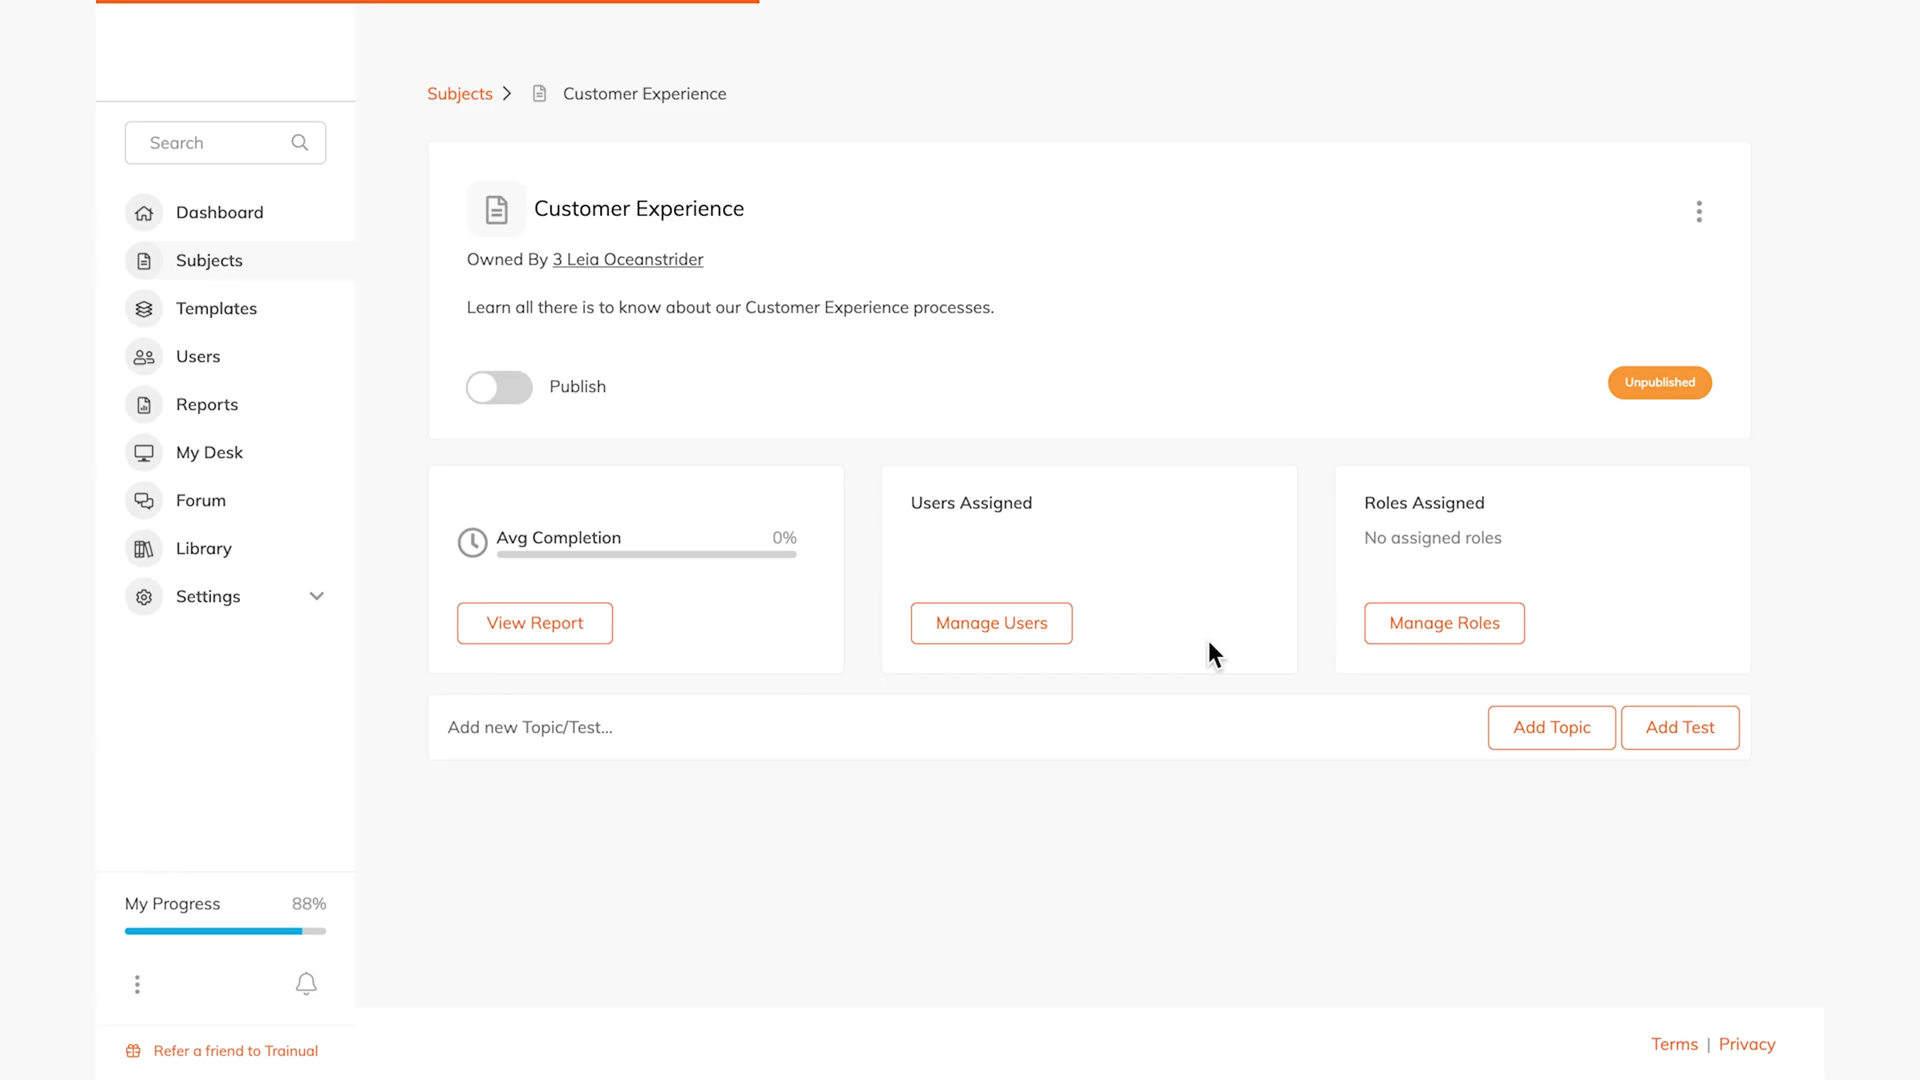 Subjects
Customer Experience
Search
Dashboard
Subjects
Templates
Users
Reports
My Desk
Forum
Library
Settings
Customer Experience
Owned By 3 Leia Oceanstrider
Learn all there is to know about our Customer Experience processes.
Publish
Unpublished
Avg Completion 0%
View Report
Users Assigned
Manage Users
Roles Assigned
No assigned roles
Manage Roles
Add new Topic/Test...
Add Topic
Add Test
My Progress 88%
Refer a friend to Trainual
Terms | Privacy